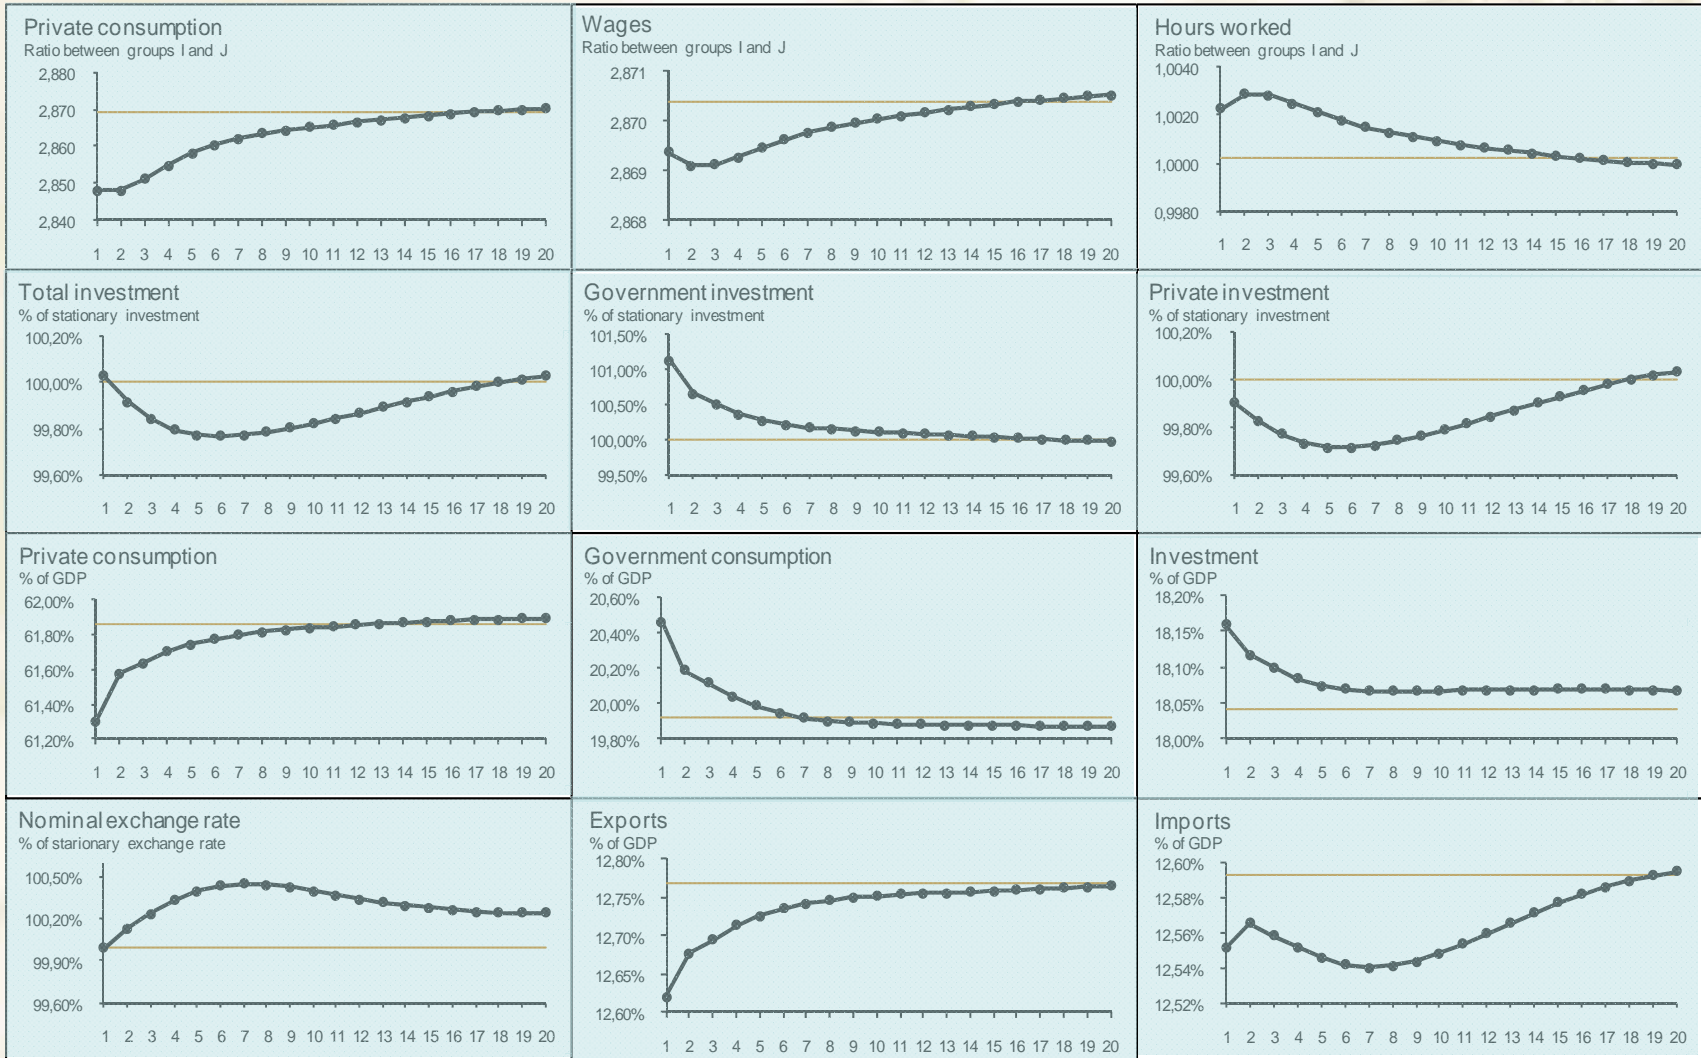 Private consumption
Ratio between groups I and J
2,880
2,870
2,860
2,850
2,840
1 2 3 4 5 6 7 8 9 10 11 12 13 14 15 16 17 18 19 20
Wages
Ratio between groups I and J
2,871
2,870
2,869
2,868
1 2 3 4 5 6 7 8 9 10 11 12 13 14 15 16 17 18 19 20
Hours worked
Ratio between groups I and J
1,0040
1,0020
1,0000
0,9980
1 2 3 4 5 6 7 8 9 10 11 12 13 14 15 16 17 18 19 20
Total investment
% of stationary investment
100,20%
100,00%
99,80%
99,60%
1 2 3 4 5 6 7 8 9 10 11 12 13 14 15 16 17 18 19 20
Government investment
% of stationary investment
101,50%
101,00%
100,50%
100,00%
99,50%
1 2 3 4 5 6 7 8 9 10 11 12 13 14 15 16 17 18 19 20
Private investment
% of stationary investment
100,20%
100,00%
99,80%
99,60%
1 2 3 4 5 6 7 8 9 10 11 12 13 14 15 16 17 18 19 20
Private consumption
% of GDP
62,00%
61,80%
61,60%
61,40%
61,20%
1 2 3 4 5 6 7 8 9 10 11 12 13 14 15 16 17 18 19 20
Government consumption
% of GDP
20,60%
20,40%
20,20%
20,00%
19,80%
1 2 3 4 5 6 7 8 9 10 11 12 13 14 15 16 17 18 19 20
Investment
% of GDP
18,20%
18,15%
18,10%
18,05%
18,00%
1 2 3 4 5 6 7 8 9 10 11 12 13 14 15 16 17 18 19 20
Nominal exchange rate
% of starionary exchange rate
100,50%
100,20%
99,90%
99,60%
1 2 3 4 5 6 7 8 9 10 11 12 13 14 15 16 17 18 19 20
Exports
% of GDP
12,80%
12,75%
12,70%
12,65%
12,60%
1 2 3 4 5 6 7 8 9 10 11 12 13 14 15 16 17 18 19 20
Imports
% of GDP
12,60%
12,58%
12,56%
12,54%
12,52%
1 2 3 4 5 6 7 8 9 10 11 12 13 14 15 16 17 18 19 20